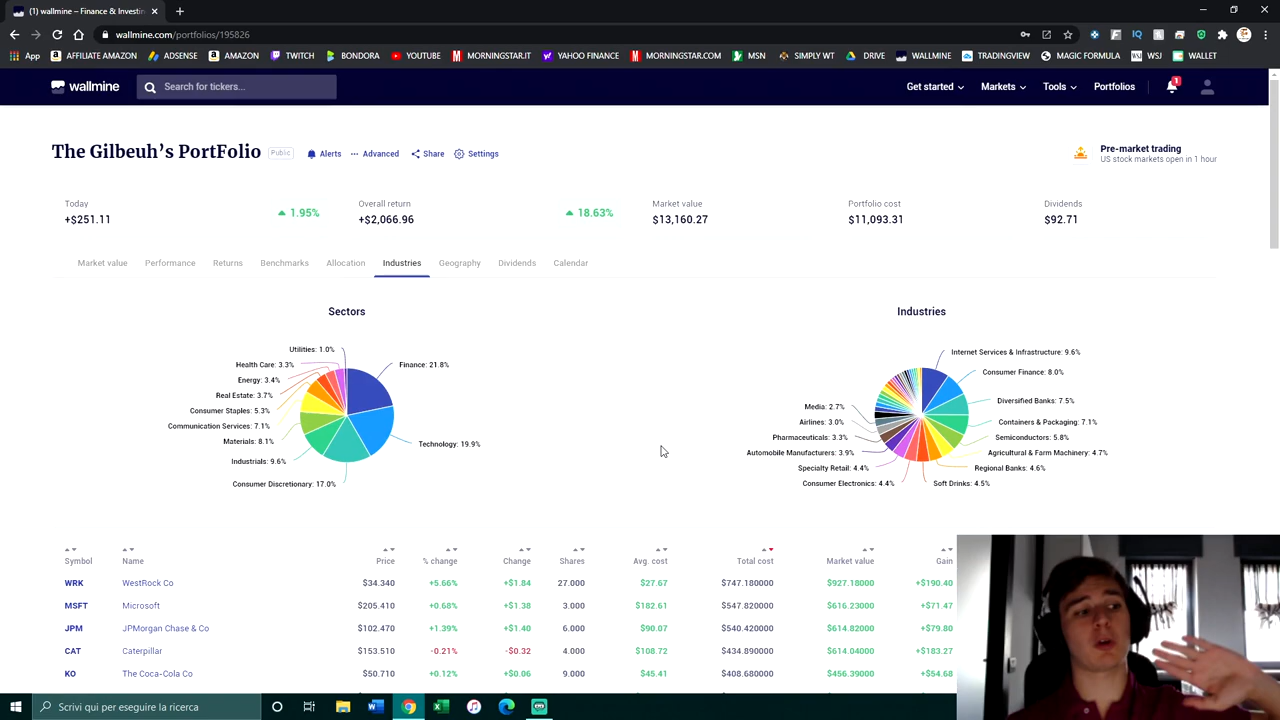 wallmine.com/portfolios/195826
App AFFILIATE AMAZON ADSENSE AMAZON TWITCH BONDORA YOUTUBE MORNINGSTAR.IT YAHOO FINANCE MORNINGSTAR.COM MSN SIMPLY WT DRIVE WALLMINE TRADINGVIEW MAGIC FORMULA WSJ WSJ WALLET
wallmine Search for tickers... Get started Markets Tools Portfolios 1
The Gilbeuh's PortFolio Public Alerts Advanced Share Settings
Pre-market trading
US stock markets open in 1 hour
Today
+$251.11 1.95%
Overall return
+$2,066.96 18.63%
Market value
$13,160.27
Portfolio cost
$11,093.31
Dividends
$92.71
Market value Performance Returns Benchmarks Allocation Industries Geography Dividends Calendar
Sectors
Utilities: 1.0%
Health Care: 3.3%
Energy: 3.4%
Real Estate: 3.7%
Consumer Staples: 5.3%
Communication Services: 7.1%
Materials: 8.1%
Industrials: 9.6%
Consumer Discretionary: 17.0%
Finance: 21.8%
Technology: 19.9%
Industries
Media: 2.7%
Airlines: 3.0%
Pharmaceuticals: 3.3%
Automobile Manufacturers: 3.9%
Specialty Retail: 4.4%
Consumer Electronics: 4.4%
Internet Services & Infrastructure: 9.6%
Consumer Finance: 8.0%
Diversified Banks: 7.5%
Containers & Packaging: 7.1%
Semiconductors: 5.8%
Agricultural & Farm Machinery: 4.7%
Regional Banks: 4.6%
Soft Drinks: 4.5%
Symbol Name Price % change Change Shares Avg. cost Total cost Market value Gain
WRK WestRock Co $34.340 +5.66% +$1.84 27.000 $27.67 $747.180000 $927.18000 +$190.40
MSFT Microsoft $205.410 +0.68% +$1.38 3.000 $182.61 $547.820000 $616.23000 +$71.47
JPM JPMorgan Chase & Co $102.470 +1.39% +$1.40 6.000 $90.07 $540.420000 $614.82000 +$79.80
CAT Caterpillar $153.510 -0.21% -$0.32 4.000 $108.72 $434.890000 $614.04000 +$183.27
KO The Coca-Cola Co $50.710 +0.12% +$0.06 9.000 $45.41 $408.680000 $456.39000 +$54.68
Scrivi qui per eseguire la ricerca